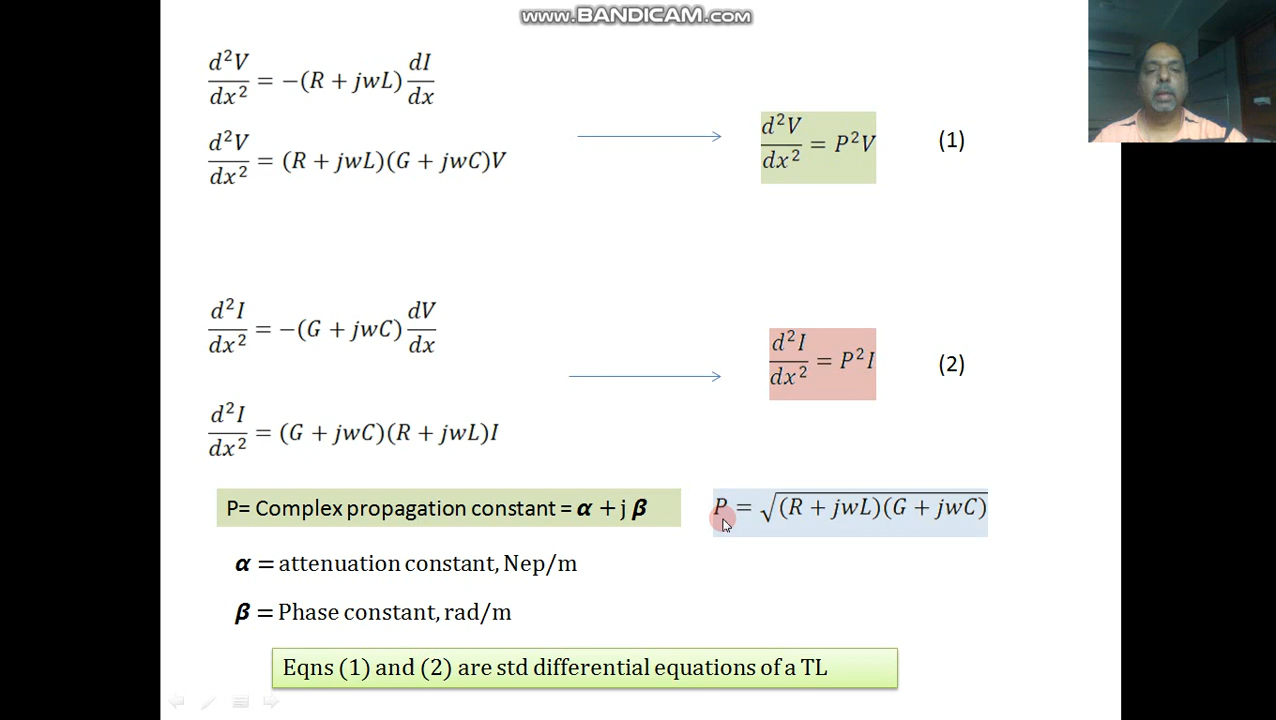 www.BANDICAM.com
d²V/dx² = −(R + jwL) dI/dx
d²V/dx² = (R + jwL)(G + jwC)V
d²V/dx² = P²V (1)
d²I/dx² = −(G + jwC) dV/dx
d²I/dx² = P²I (2)
d²I/dx² = (G + jwC)(R + jwL)I
P= Complex propagation constant = α + j β
P = √(R + jwL)(G + jwC)
α = attenuation constant, Nep/m
β = Phase constant, rad/m
Eqns (1) and (2) are std differential equations of a TL